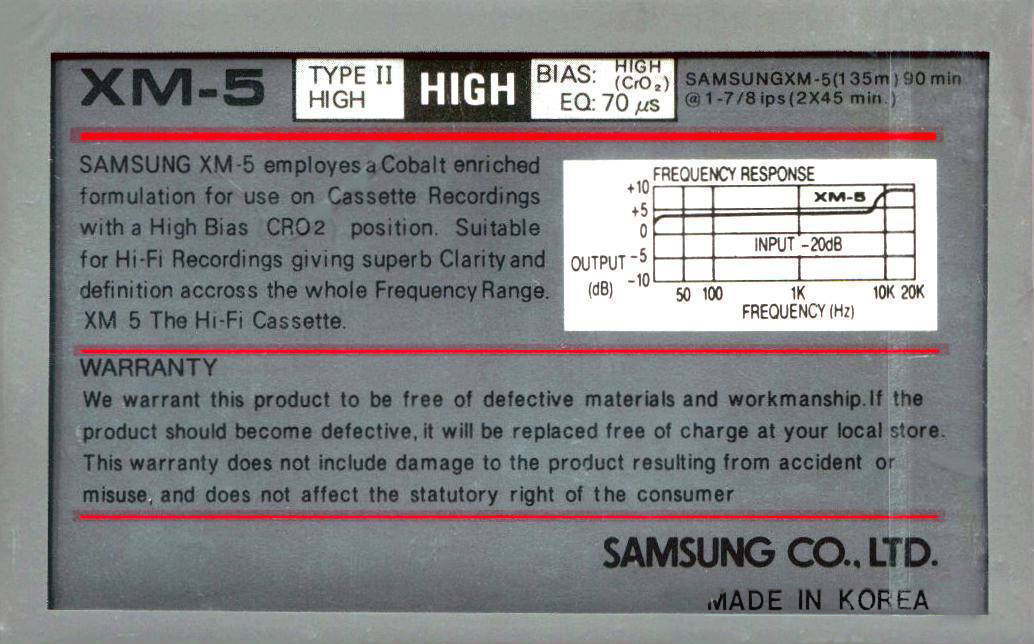 XM-5
TYPE II
HIGH
HIGH
BIAS: HIGH (CrO₂)
EQ: 70 μs
SAMSUNGXM-5(135m) 90 min
@ 1-7/8 ips (2X45 min.)
SAMSUNG XM-5 employes a Cobalt enriched
formulation for use on Cassette Recordings
with a High Bias CRO2 position. Suitable
for Hi-Fi Recordings giving superb Clarity and
definition accross the whole Frequency Range.
XM 5 The Hi-Fi Cassette.
FREQUENCY RESPONSE
+10
XM-5
+5
0
INPUT -20dB
OUTPUT -5
(dB) -10
50 100 1K 10K 20K
FREQUENCY (Hz)
WARRANTY
We warrant this product to be free of defective materials and workmanship.If the
product should become defective, it will be replaced free of charge at your local store.
This warranty does not include damage to the product resulting from accident or
misuse, and does not affect the statutory right of the consumer
SAMSUNG CO., LTD.
MADE IN KOREA